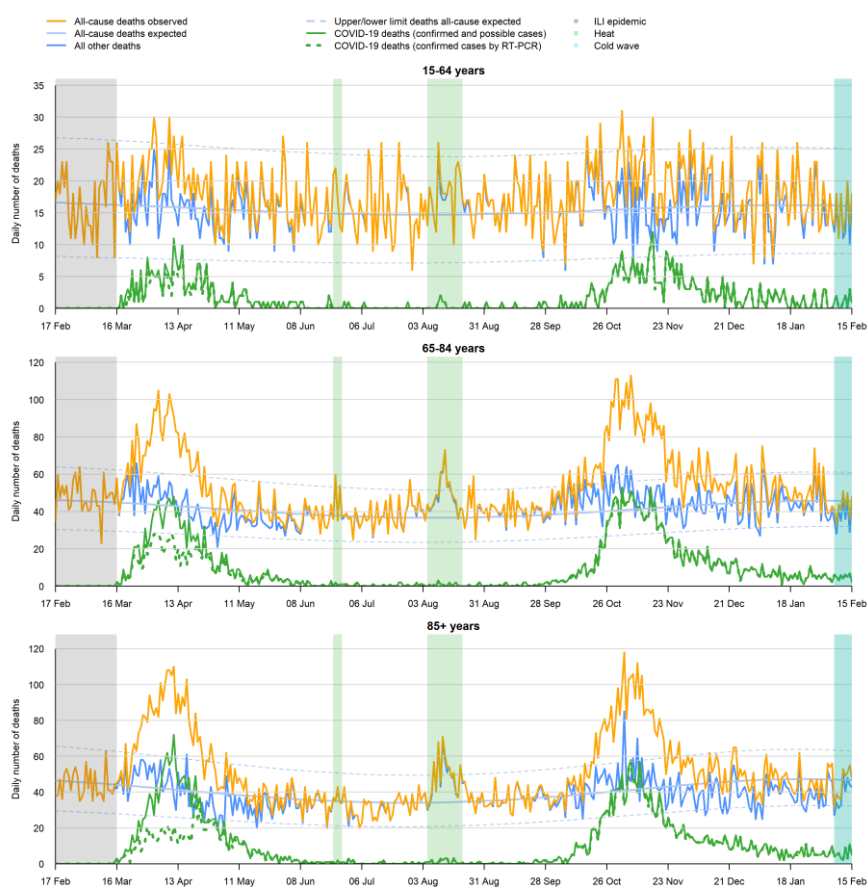 All-cause deaths observed
All-cause deaths expected
All other deaths
Upper/lower limit deaths all-cause expected
COVID-19 deaths (confirmed and possible cases)
COVID-19 deaths (confirmed cases by RT-PCR)
ILI epidemic
Heat
Cold wave
15-64 years
Daily number of deaths
35
30
25
20
15
10
5
0
17 Feb 16 Mar 13 Apr 11 May 08 Jun 06 Jul 03 Aug 31 Aug 28 Sep 26 Oct 23 Nov 21 Dec 18 Jan 15 Feb
65-84 years
Daily number of deaths
120
100
80
60
40
20
0
17 Feb 16 Mar 13 Apr 11 May 08 Jun 06 Jul 03 Aug 31 Aug 28 Sep 26 Oct 23 Nov 21 Dec 18 Jan 15 Feb
85+ years
Daily number of deaths
120
100
80
60
40
20
0
17 Feb 16 Mar 13 Apr 11 May 08 Jun 06 Jul 03 Aug 31 Aug 28 Sep 26 Oct 23 Nov 21 Dec 18 Jan 15 Feb